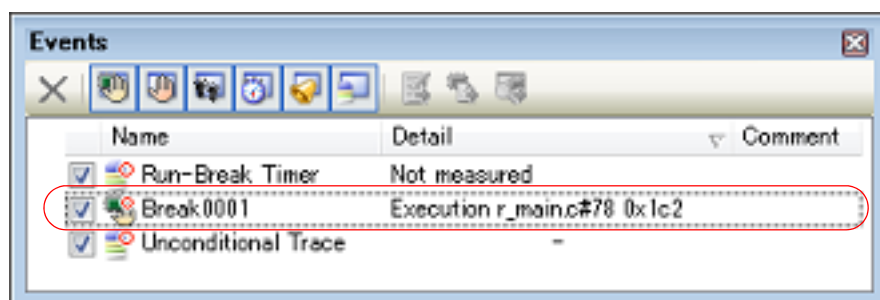 Events
Name Detail Comment
Run-Break Timer Not measured
Break0001 Execution r_main.c#78 0x1c2
Unconditional Trace -